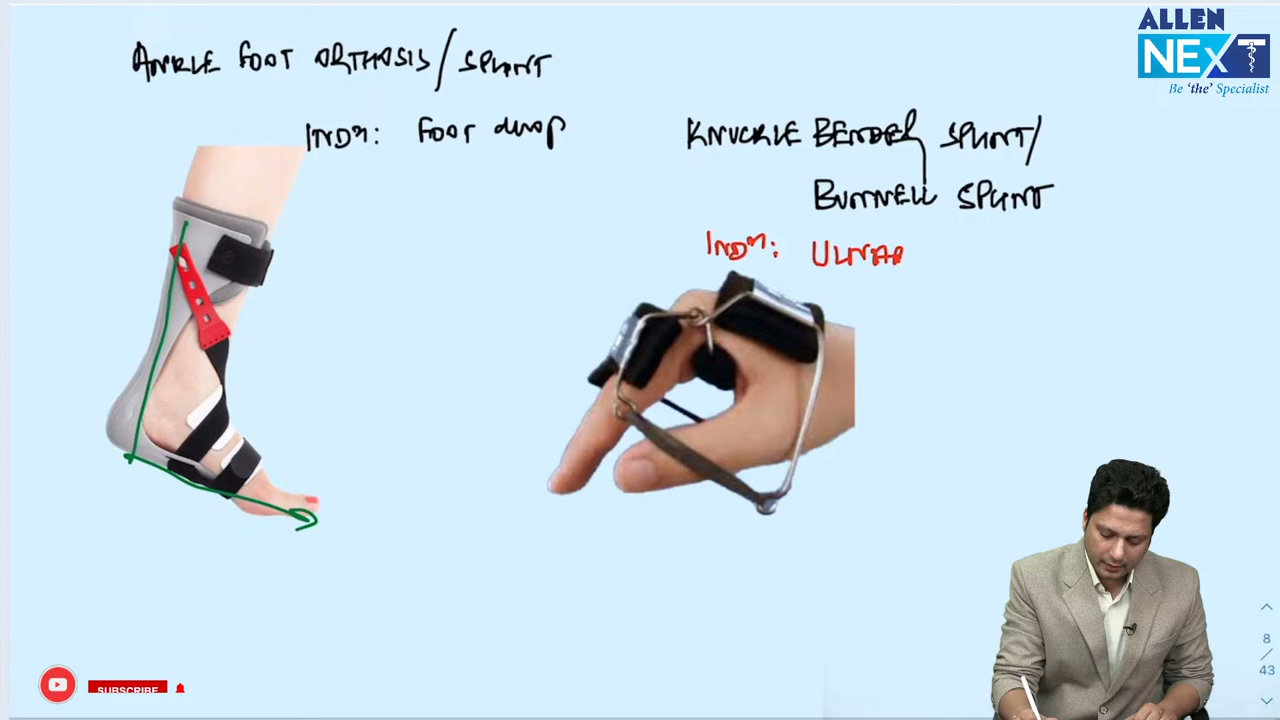 ALLEN
NEXT
Be 'the' Specialist
ANKLE FOOT ORTHOSIS/SPLINT
INDⁿ: FOOT drop
KNUCKLE BENDER SPLINT/
BUNNELL SPLINT
INDⁿ: ULNAR
8
/
43
SUBSCRIBE